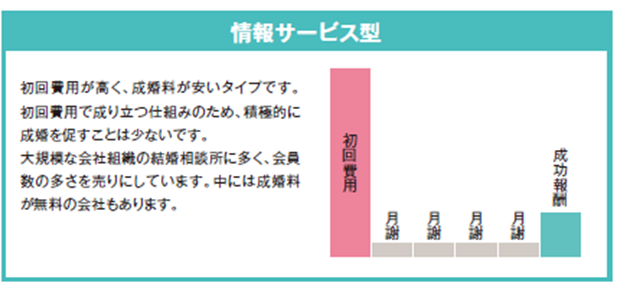 情報サービス型
初回費用が高く、成婚料が安いタイプです。
初回費用で成り立つ仕組みのため、積極的に
成婚を促すことは少ないです。
大規模な会社組織の結婚相談所に多く、会員
数の多さを売りにしています。中には成婚料
が無料の会社もあります。
初回費用
月謝
月謝
月謝
月謝
成功報酬